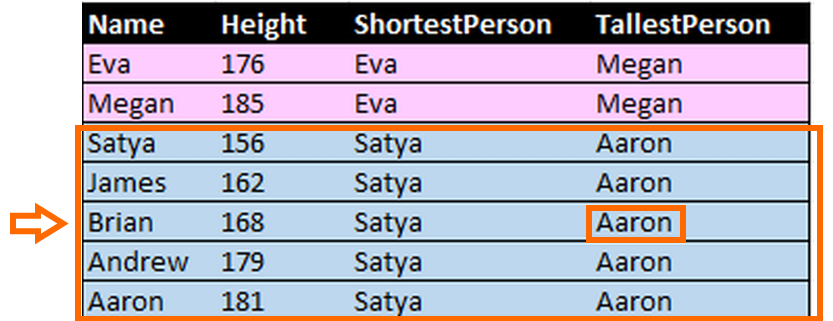 Name Height ShortestPerson TallestPerson
Eva 176 Eva Megan
Megan 185 Eva Megan
Satya 156 Satya Aaron
James 162 Satya Aaron
Brian 168 Satya Aaron
Andrew 179 Satya Aaron
Aaron 181 Satya Aaron